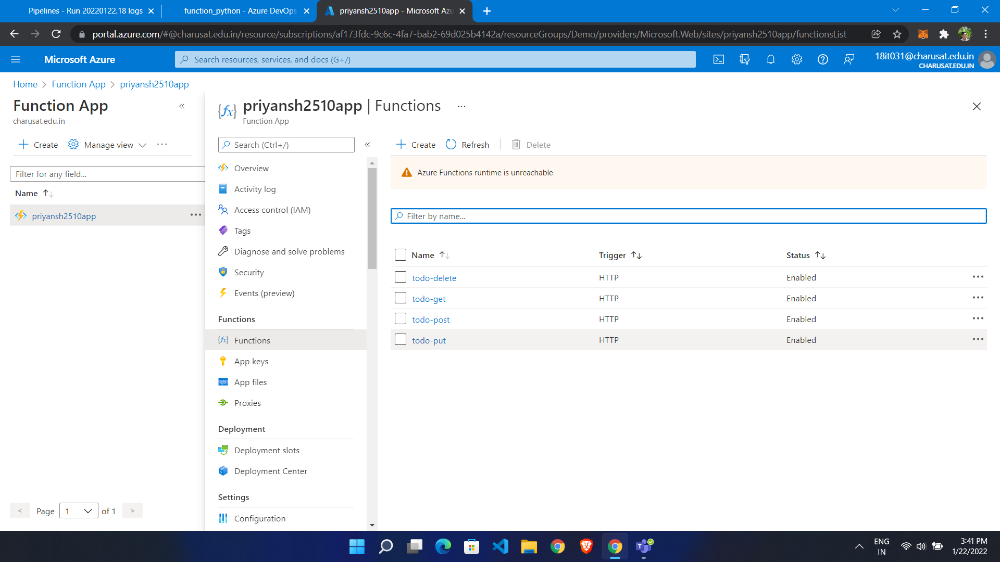 Pipelines - Run 20220122.18 logs
function_python - Azure DevOps
priyansh2510app - Microsoft Azu
portal.azure.com/#@charusat.edu.in/resource/subscriptions/af173fdc-9c6c-4fa7-bab2-69d025b4142a/resourceGroups/Demo/providers/Microsoft.Web/sites/priyansh2510app/functionsList
Microsoft Azure
Search resources, services, and docs (G+/)
18it031@charusat.edu.in
CHARUSAT.EDU.IN
Home > Function App > priyansh2510app
Function App
charusat.edu.in
Create
Manage view
Filter for any field...
Name
priyansh2510app
< Page 1 of 1 >
priyansh2510app | Functions
Function App
Search (Ctrl+/)
Overview
Activity log
Access control (IAM)
Tags
Diagnose and solve problems
Security
Events (preview)
Functions
Functions
App keys
App files
Proxies
Deployment
Deployment slots
Deployment Center
Settings
Configuration
Create
Refresh
Delete
Azure Functions runtime is unreachable
Filter by name...
Name Trigger Status
todo-delete HTTP Enabled
todo-get HTTP Enabled
todo-post HTTP Enabled
todo-put HTTP Enabled
ENG
IN
3:41 PM
1/22/2022